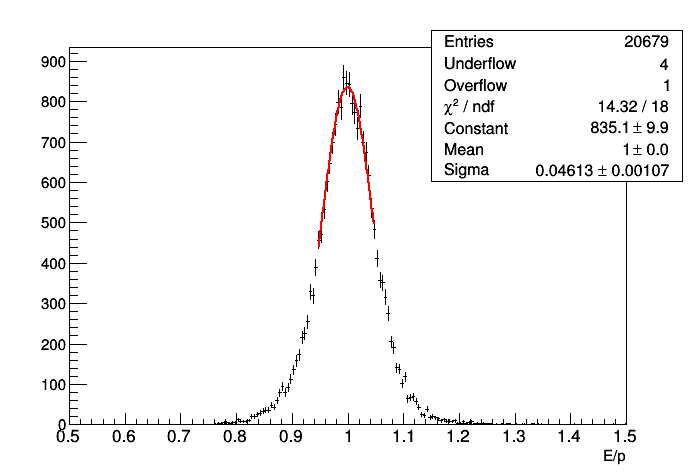 Entries 20679
Underflow 4
Overflow 1
χ² / ndf 14.32 / 18
Constant 835.1 ± 9.9
Mean 1 ± 0.0
Sigma 0.04613 ± 0.00107
900
800
700
600
500
400
300
200
100
0
0.5 0.6 0.7 0.8 0.9 1 1.1 1.2 1.3 1.4 1.5
E/p